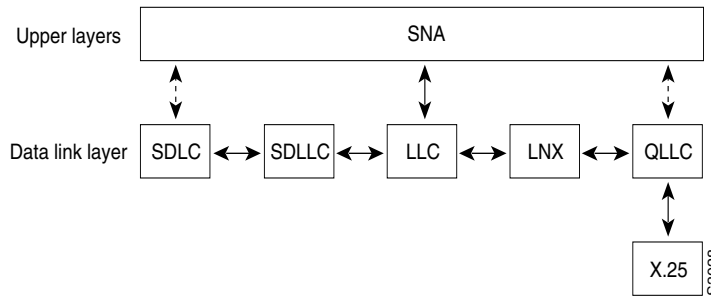 Upper layers
SNA
Data link layer
SDLC
SDLLC
LLC
LNX
QLLC
X.25